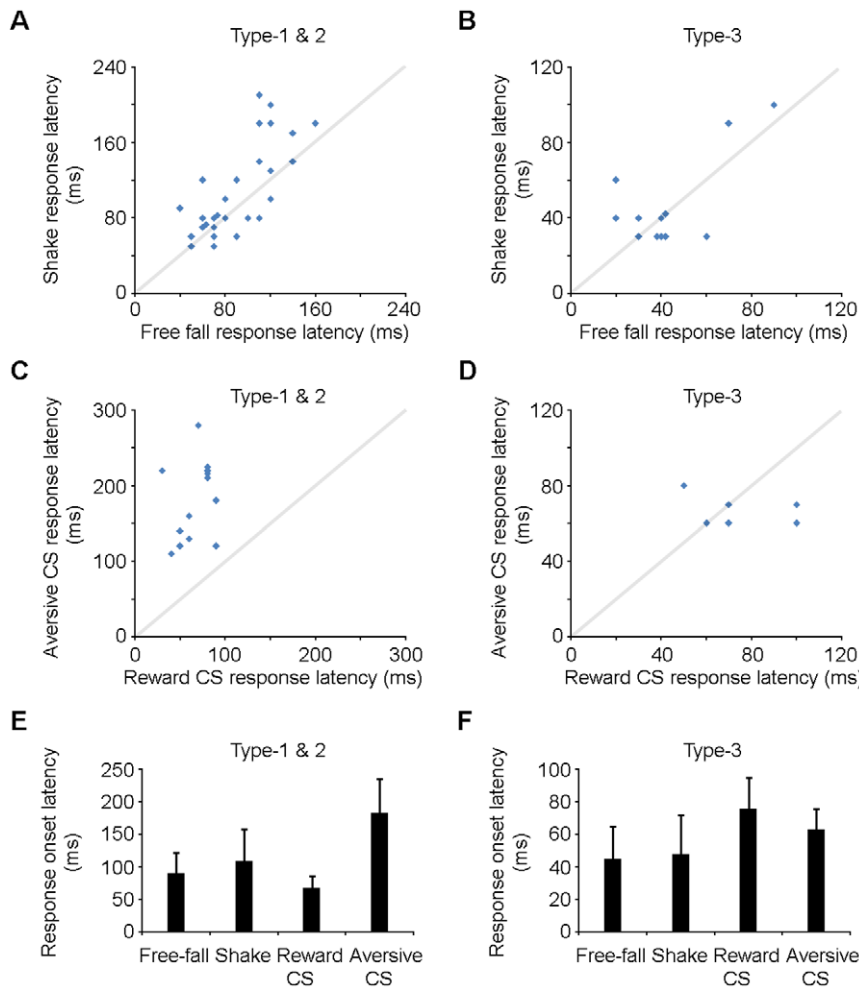 A
Type-1 & 2
Shake response latency
(ms)
240
160
80
0
0
80
160
240
Free fall response latency (ms)
B
Type-3
Shake response latency
(ms)
120
80
40
0
0
40
80
120
Free fall response latency (ms)
C
Type-1 & 2
Aversive CS response latency
(ms)
300
200
100
0
0
100
200
300
Reward CS response latency (ms)
D
Type-3
Aversive CS response latency
(ms)
120
80
40
0
0
40
80
120
Reward CS response latency (ms)
E
Type-1 & 2
Response onset latency
(ms)
250
200
150
100
50
0
Free-fall Shake Reward Aversive
CS CS
F
Type-3
Response onset latency
(ms)
100
80
60
40
20
0
Free-fall Shake Reward Aversive
CS CS